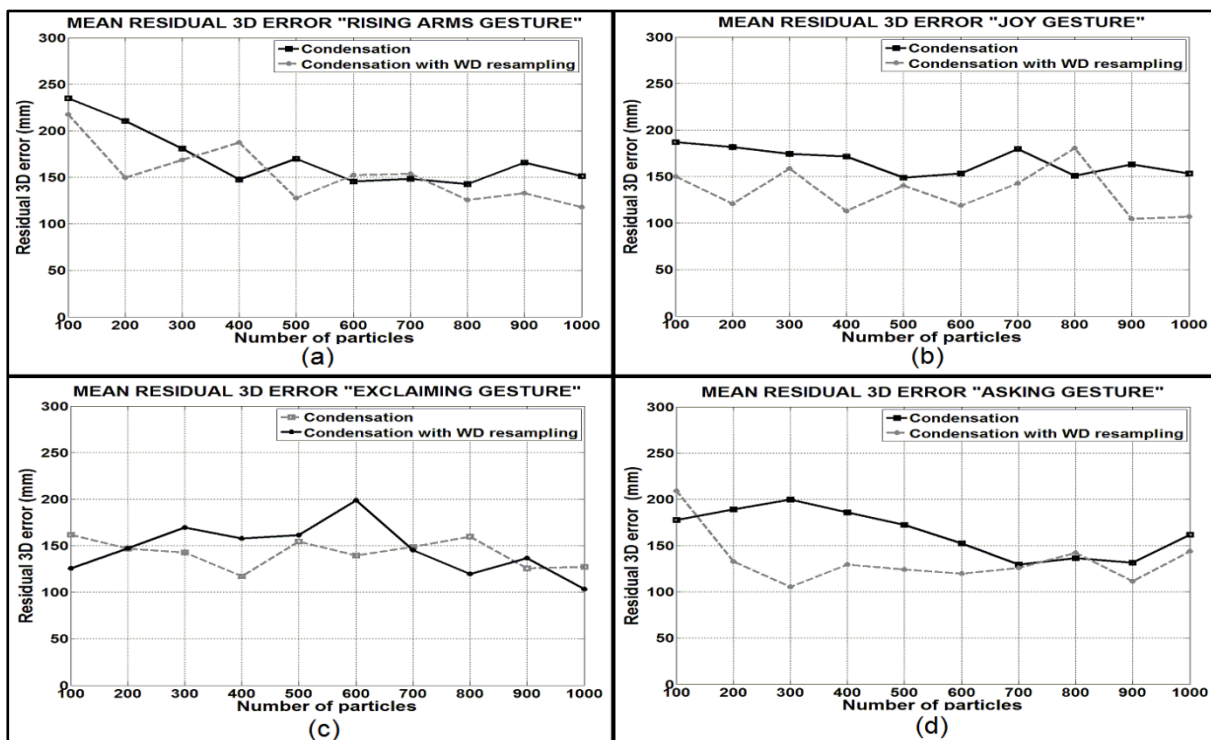 MEAN RESIDUAL 3D ERROR "RISING ARMS GESTURE"
Condensation
Condensation with WD resampling
Residual 3D error (mm)
300
250
200
150
100
50
0
100 200 300 400 500 600 700 800 900 1000
Number of particles
(a)
MEAN RESIDUAL 3D ERROR "JOY GESTURE"
Condensation
Condensation with WD resampling
Residual 3D error (mm)
300
250
200
150
100
50
0
100 200 300 400 500 600 700 800 900 1000
Number of particles
(b)
MEAN RESIDUAL 3D ERROR "EXCLAIMING GESTURE"
Condensation
Condensation with WD resampling
Residual 3D error (mm)
300
250
200
150
100
50
0
100 200 300 400 500 600 700 800 900 1000
Number of particles
(c)
MEAN RESIDUAL 3D ERROR "ASKING GESTURE"
Condensation
Condensation with WD resampling
Residual 3D error (mm)
300
250
200
150
100
50
0
100 200 300 400 500 600 700 800 900 1000
Number of particles
(d)